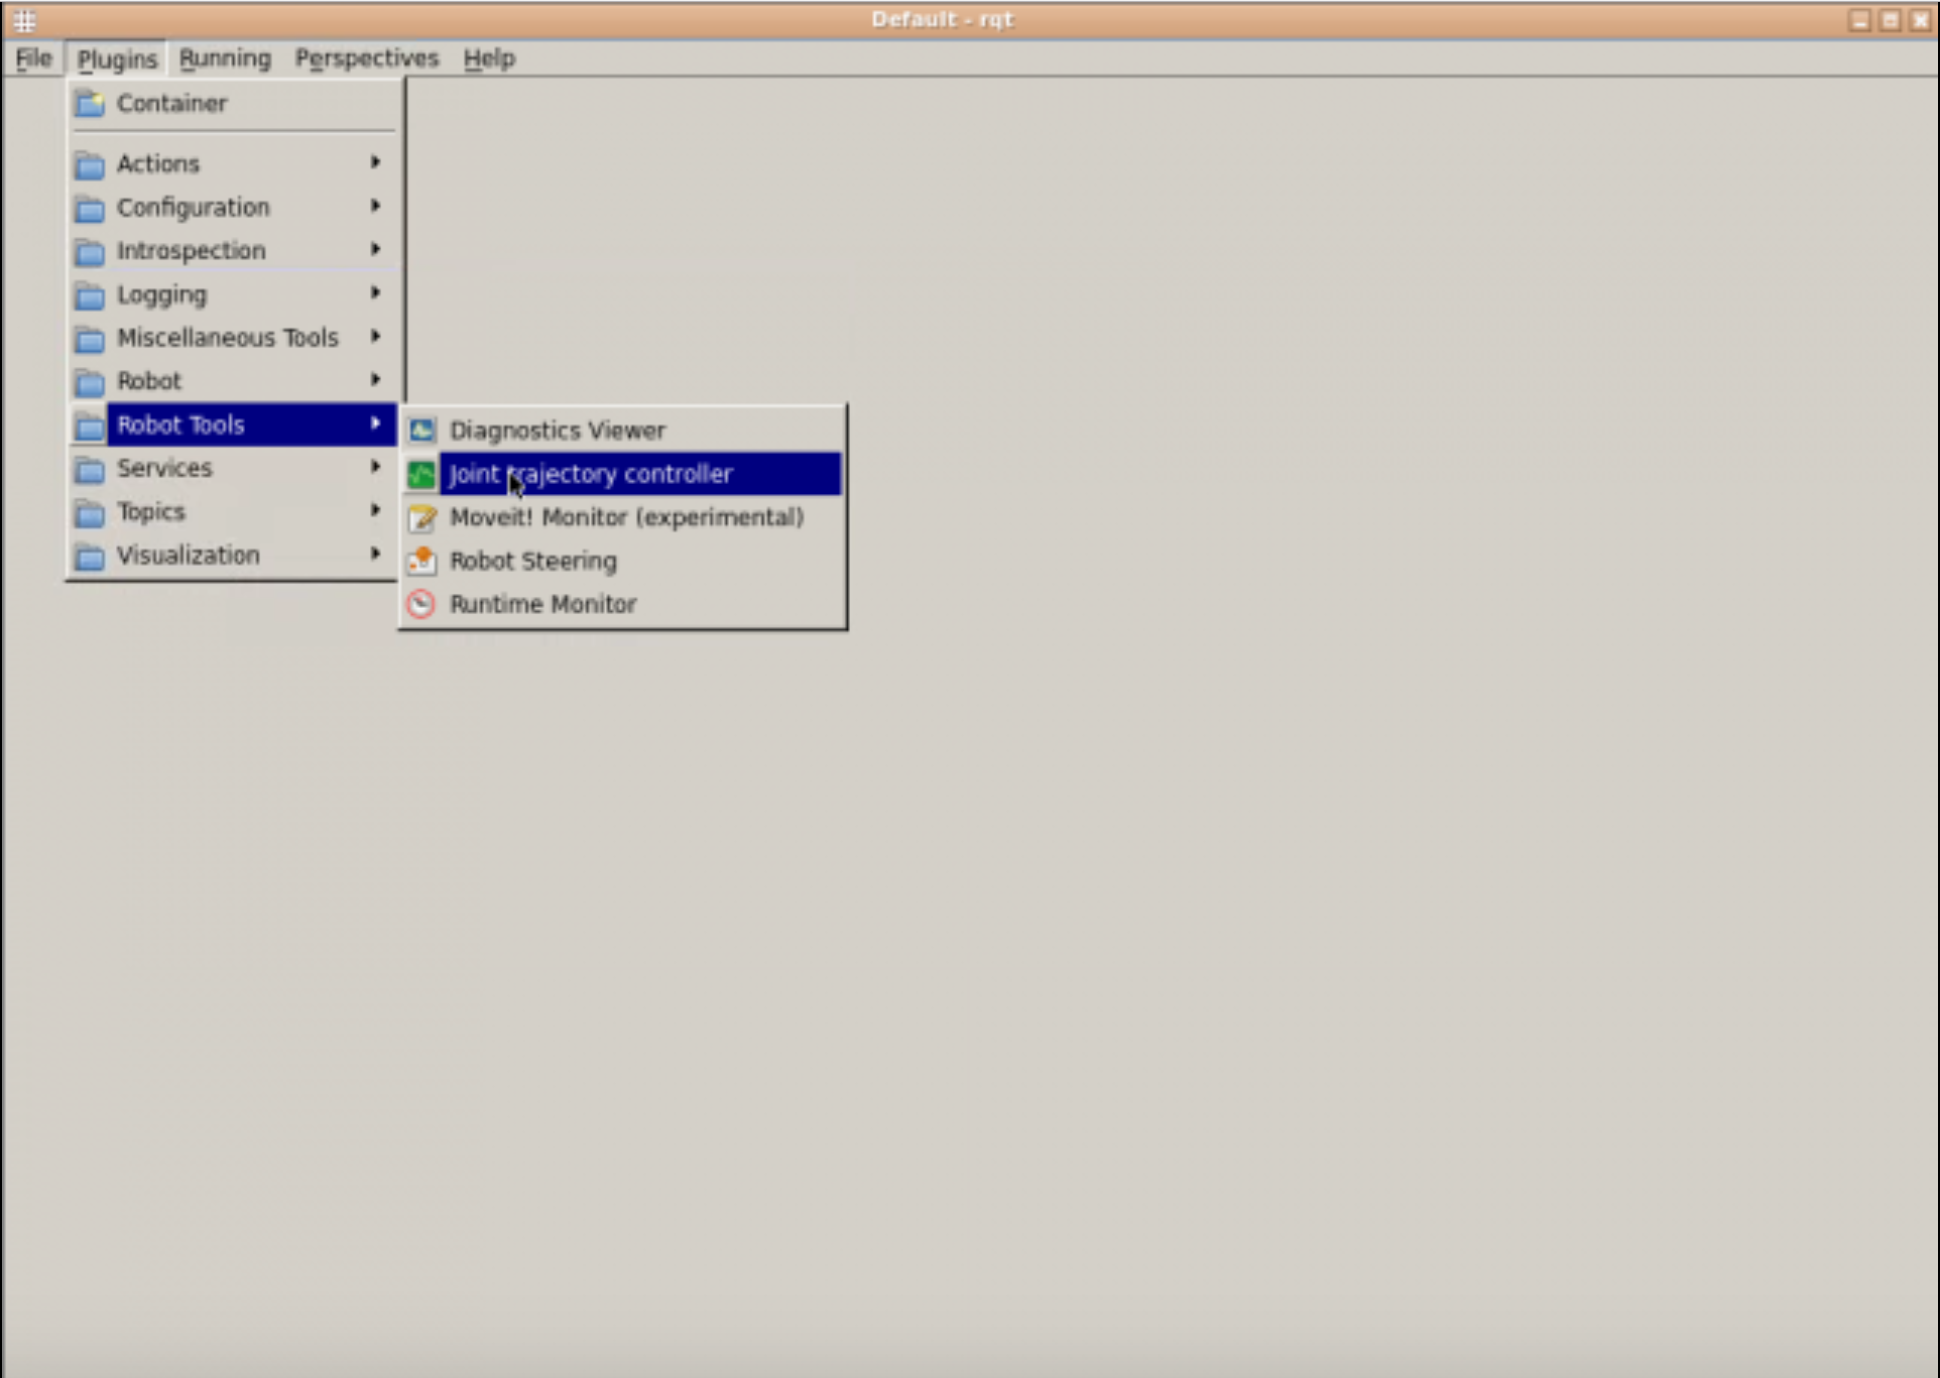 Default - rqt
File Plugins Running Perspectives Help
Container
Actions
Configuration
Introspection
Logging
Miscellaneous Tools
Robot
Robot Tools
Services
Topics
Visualization
Diagnostics Viewer
Joint trajectory controller
Moveit! Monitor (experimental)
Robot Steering
Runtime Monitor